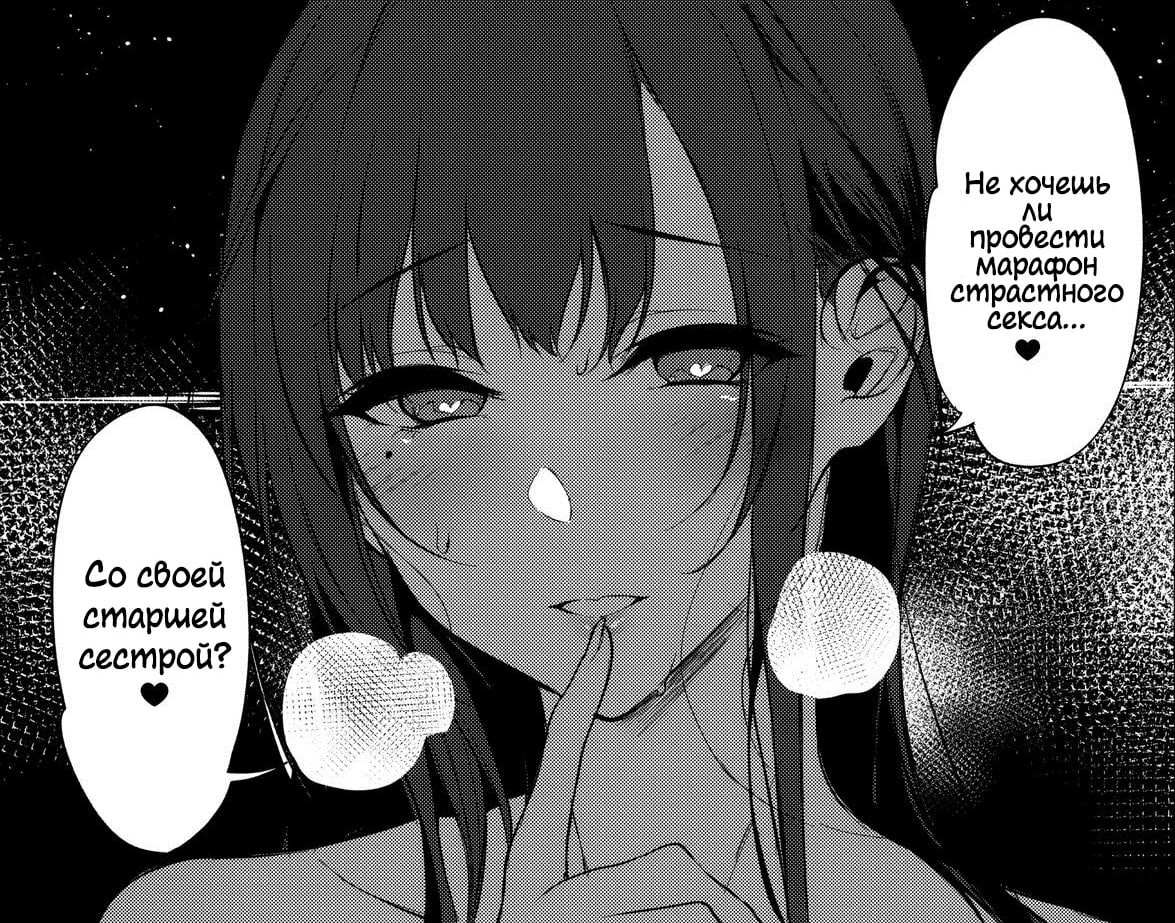 Не хочешь
ли
провести
марафон
страстного
секса...
Со своей
старшей
сестрой?